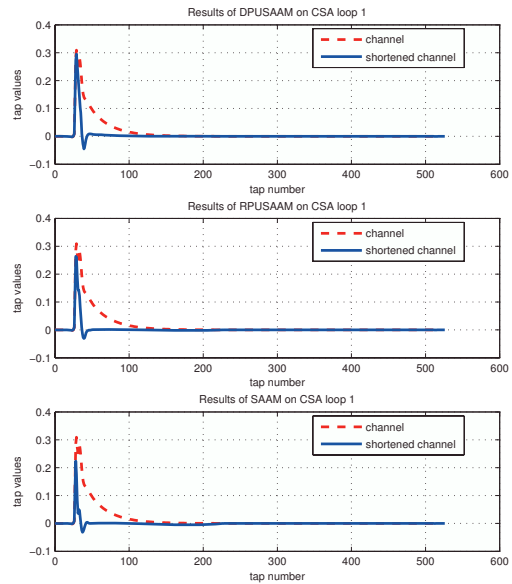 Results of DPUSAAM on CSA loop 1
0.4
0.3
0.2
0.1
0
−0.1
tap values
channel
shortened channel
0 100 200 300 400 500 600
tap number
Results of RPUSAAM on CSA loop 1
0.4
0.3
0.2
0.1
0
−0.1
tap values
channel
shortened channel
0 100 200 300 400 500 600
tap number
Results of SAAM on CSA loop 1
0.4
0.3
0.2
0.1
0
−0.1
tap values
channel
shortened channel
0 100 200 300 400 500 600
tap number